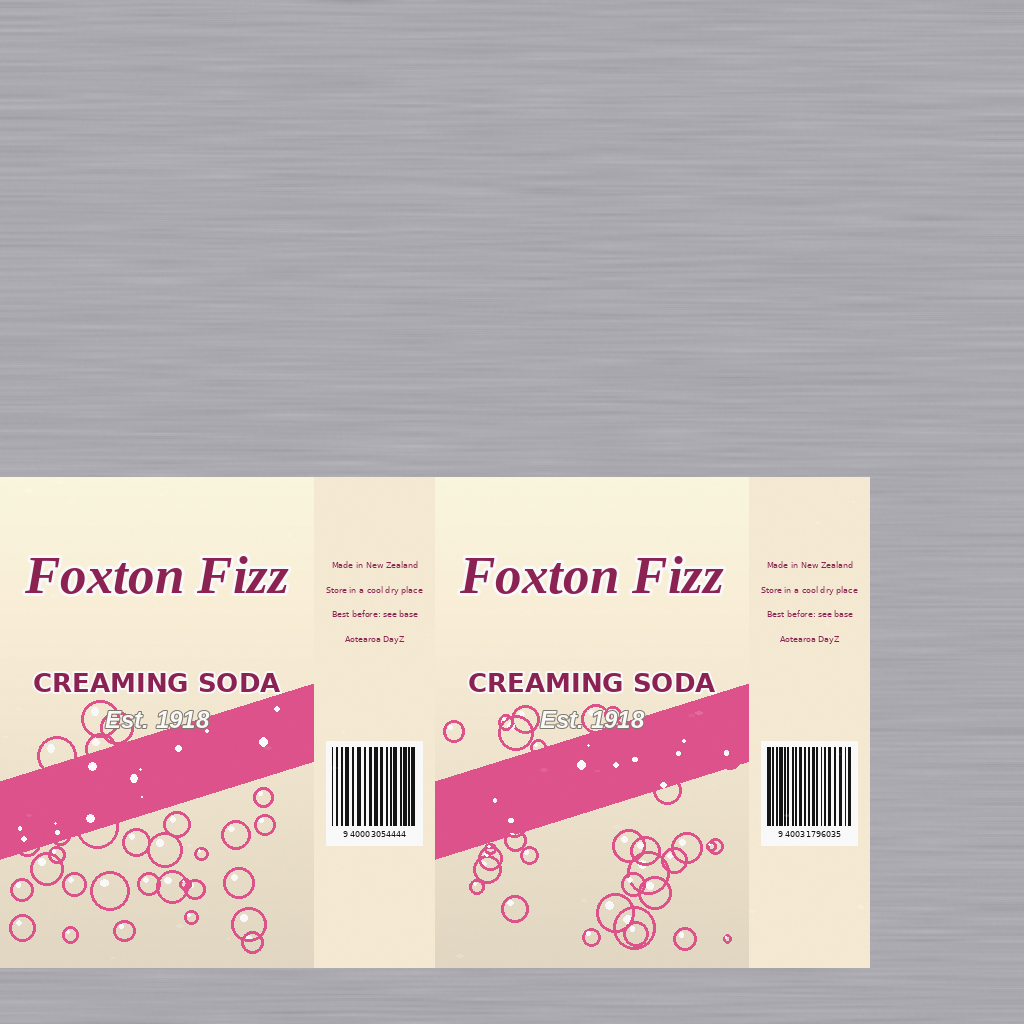 Foxton Fizz
CREAMING SODA
Est. 1918
Made in New Zealand
Store in a cool dry place
Best before: see base
Aotearoa DayZ
9 40003054444
Foxton Fizz
CREAMING SODA
Est. 1918
Made in New Zealand
Store in a cool dry place
Best before: see base
Aotearoa DayZ
9 40031796035